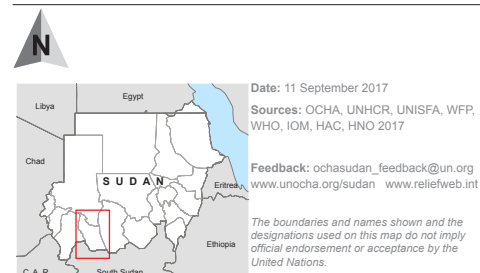 N
Egypt
Libya
Chad
SUDAN
Eritrea
Ethiopia
C. A. R.
South Sudan
Date: 11 September 2017
Sources: OCHA, UNHCR, UNISFA, WFP,
WHO, IOM, HAC, HNO 2017
Feedback: ochasudan_feedback@un.org
www.unocha.org/sudan www.reliefweb.int
The boundaries and names shown and the
designations used on this map do not imply
official endorsement or acceptance by the
United Nations.